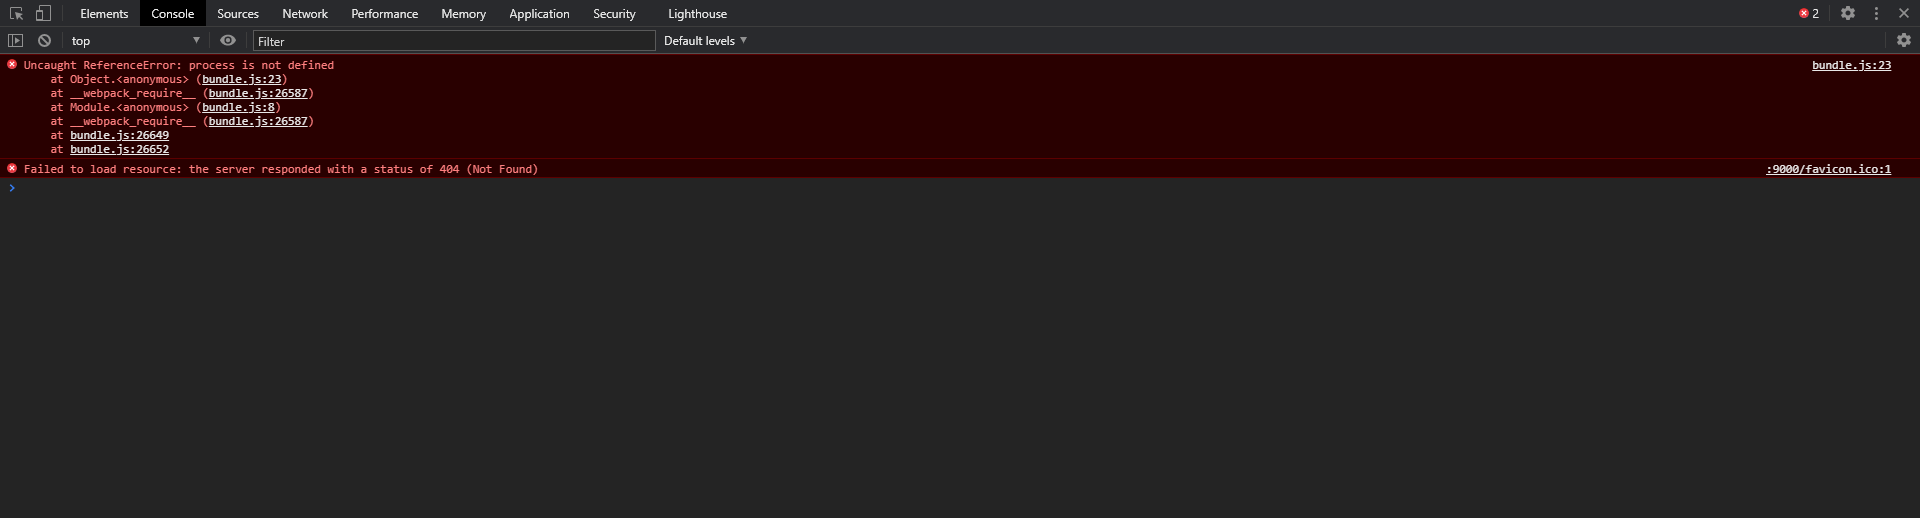 Elements Console Sources Network Performance Memory Application Security Lighthouse 2
top Filter Default levels
Uncaught ReferenceError: process is not defined bundle.js:23
at Object.<anonymous> (bundle.js:23)
at __webpack_require__ (bundle.js:26587)
at Module.<anonymous> (bundle.js:8)
at __webpack_require__ (bundle.js:26587)
at bundle.js:26649
at bundle.js:26652
Failed to load resource: the server responded with a status of 404 (Not Found) :9000/favicon.ico:1